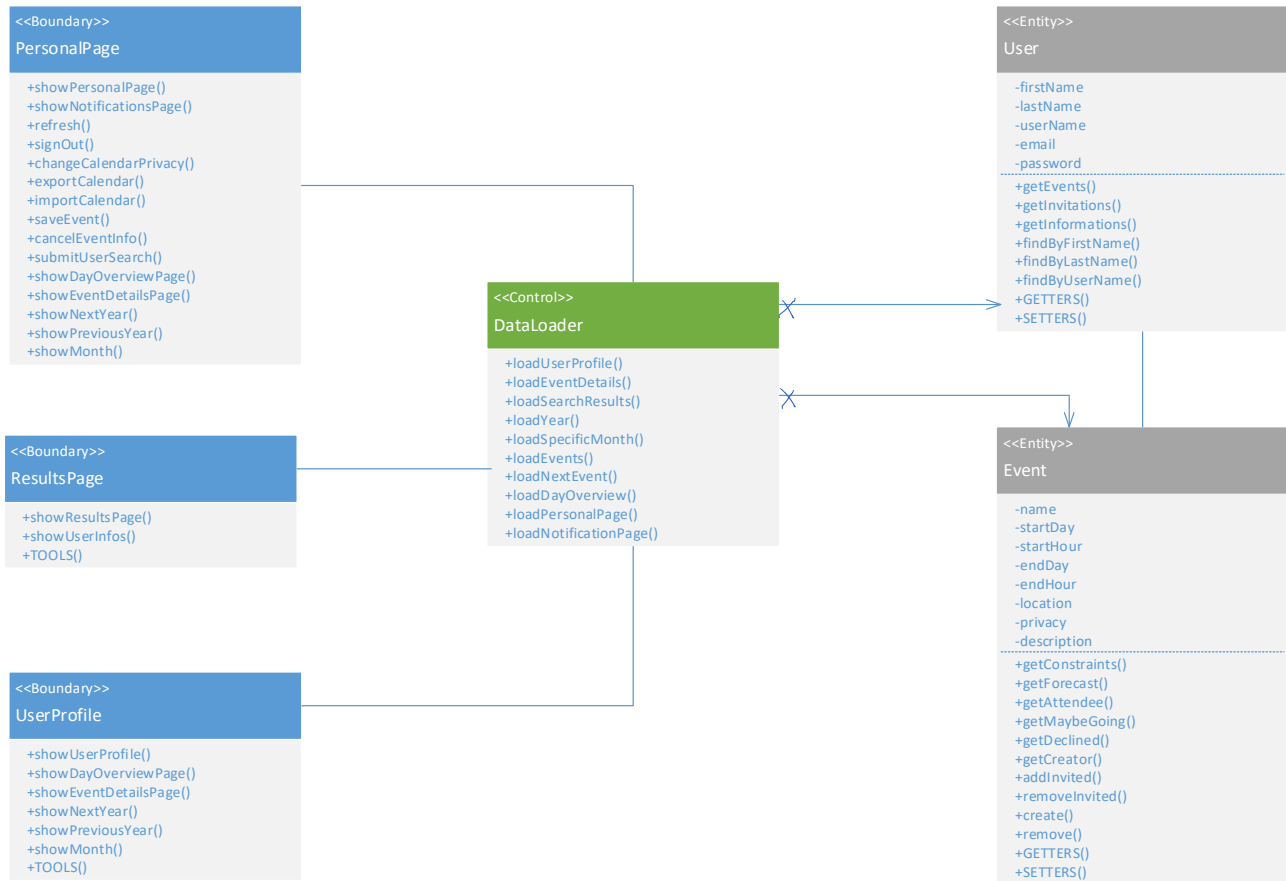 <<Boundary>>
PersonalPage
+showPersonalPage()
+showNotificationsPage()
+refresh()
+signOut()
+changeCalendarPrivacy()
+exportCalendar()
+importCalendar()
+saveEvent()
+cancelEventInfo()
+submitUserSearch()
+showDayOverviewPage()
+showEventDetailsPage()
+showNextYear()
+showPreviousYear()
+showMonth()
<<Boundary>>
ResultsPage
+showResultsPage()
+showUserInfos()
+TOOLS()
<<Boundary>>
UserProfile
+showUserProfile()
+showDayOverviewPage()
+showEventDetailsPage()
+showNextYear()
+showPreviousYear()
+showMonth()
+TOOLS()
<<Control>>
DataLoader
+loadUserProfile()
+loadEventDetails()
+loadSearchResults()
+loadYear()
+loadSpecificMonth()
+loadEvents()
+loadNextEvent()
+loadDayOverview()
+loadPersonalPage()
+loadNotificationPage()
<<Entity>>
User
-firstName
-lastName
-userName
-email
-password
+getEvents()
+getInvitations()
+getInformations()
+findByFirstName()
+findByLastName()
+findByUserName()
+GETTERS()
+SETTERS()
<<Entity>>
Event
-name
-startDay
-startHour
-endDay
-endHour
-location
-privacy
-description
+getConstraints()
+getForecast()
+getAttendee()
+getMaybeGoing()
+getDeclined()
+getCreator()
+addInvited()
+removeInvited()
+create()
+remove()
+GETTERS()
+SETTERS()